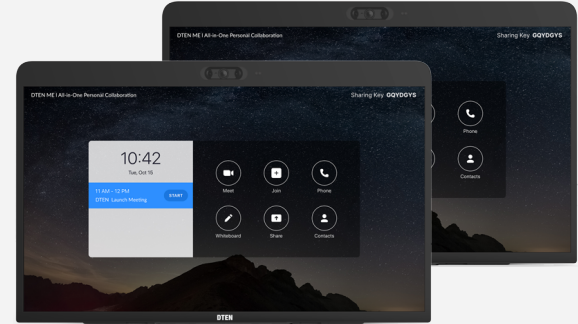 DTEN ME | All-in-One Personal Collaboration
Sharing Key GQYDGYS
Phone
Contacts
DTEN ME | All-in-One Personal Collaboration
Sharing Key GQYDGYS
10:42
Tue, Oct 15
11 AM - 12 PM
DTEN Launch Meeting
START
Meet
Join
Phone
Whiteboard
Share
Contacts
DTEN